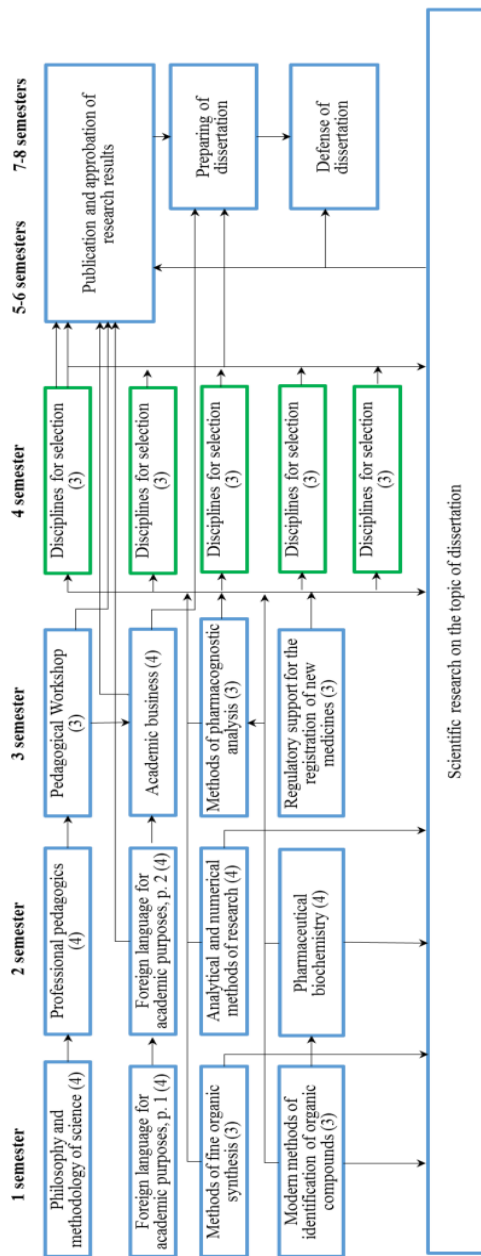 1 semester
2 semester
3 semester
4 semester
5-6 semesters
7-8 semesters
Philosophy and
methodology of science (4)
Professional pedagogics
(4)
Pedagogical Workshop
(3)
Disciplines for selection
(3)
Publication and approbation of
research results
Foreign language for
academic purposes, p. 1 (4)
Foreign language for
academic purposes, p. 2 (4)
Academic business (4)
Disciplines for selection
(3)
Preparing of
dissertation
Methods of fine organic
synthesis (3)
Analytical and numerical
methods of research (4)
Methods of pharmacognostic
analysis (3)
Disciplines for selection
(3)
Defense of
dissertation
Modern methods of
identification of organic
compounds (3)
Pharmaceutical
biochemistry (4)
Regulatory support for the
registration of new
medicines (3)
Disciplines for selection
(3)
Disciplines for selection
(3)
Scientific research on the topic of dissertation